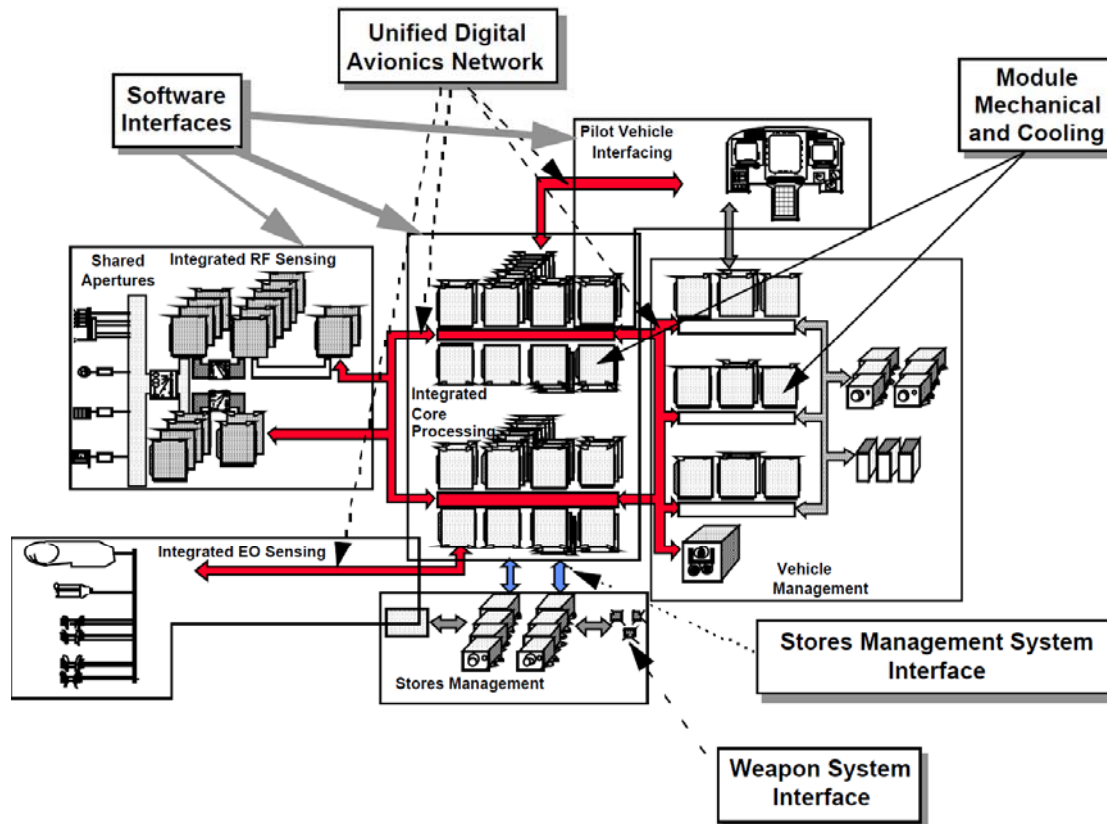 Unified Digital
Avionics Network
Software
Interfaces
Module
Mechanical
and Cooling
Pilot Vehicle
Interfacing
Shared
Apertures
Integrated RF Sensing
Integrated
Core
Processing
Integrated EO Sensing
Vehicle
Management
Stores Management
Stores Management System
Interface
Weapon System
Interface